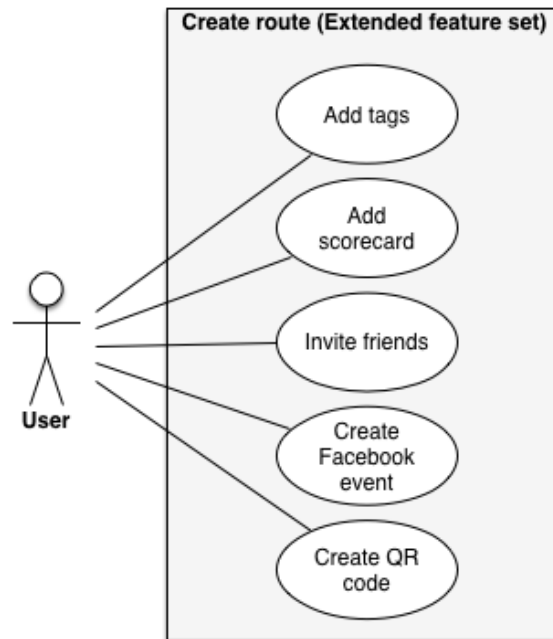 Create route (Extended feature set)
Add tags
Add
scorecard
Invite friends
User
Create
Facebook
event
Create QR
code